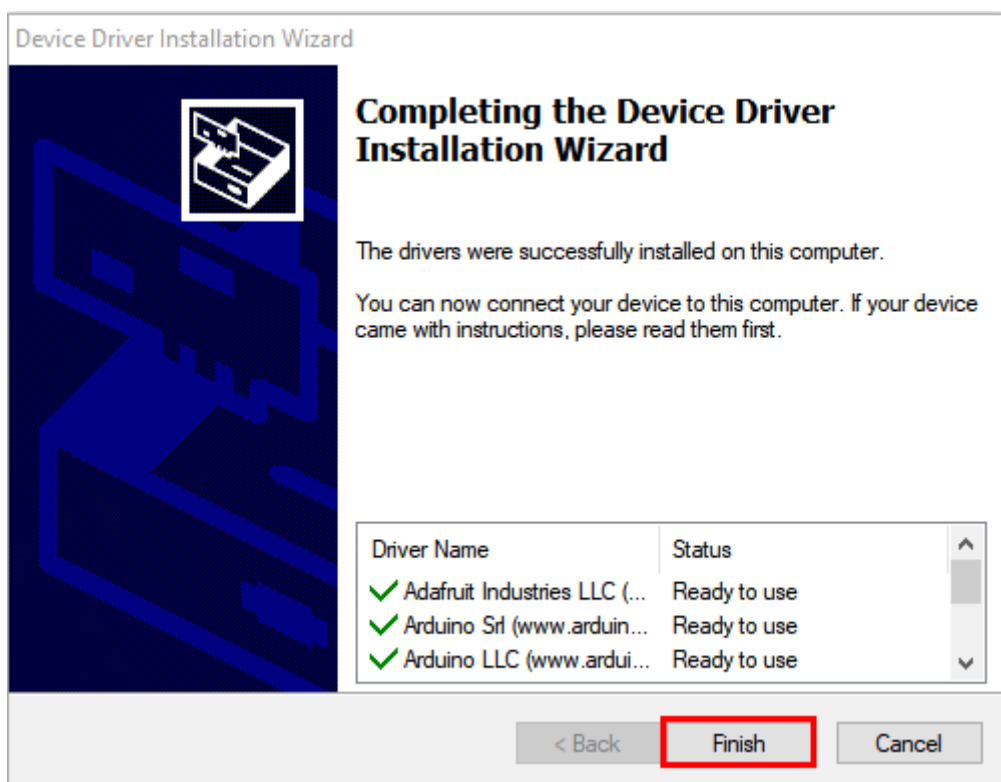 Device Driver Installation Wizard
Completing the Device Driver
Installation Wizard
The drivers were successfully installed on this computer.
You can now connect your device to this computer. If your device
came with instructions, please read them first.
Driver Name Status
Adafruit Industries LLC (... Ready to use
Arduino Srl (www.arduin... Ready to use
Arduino LLC (www.ardui... Ready to use
< Back Finish Cancel